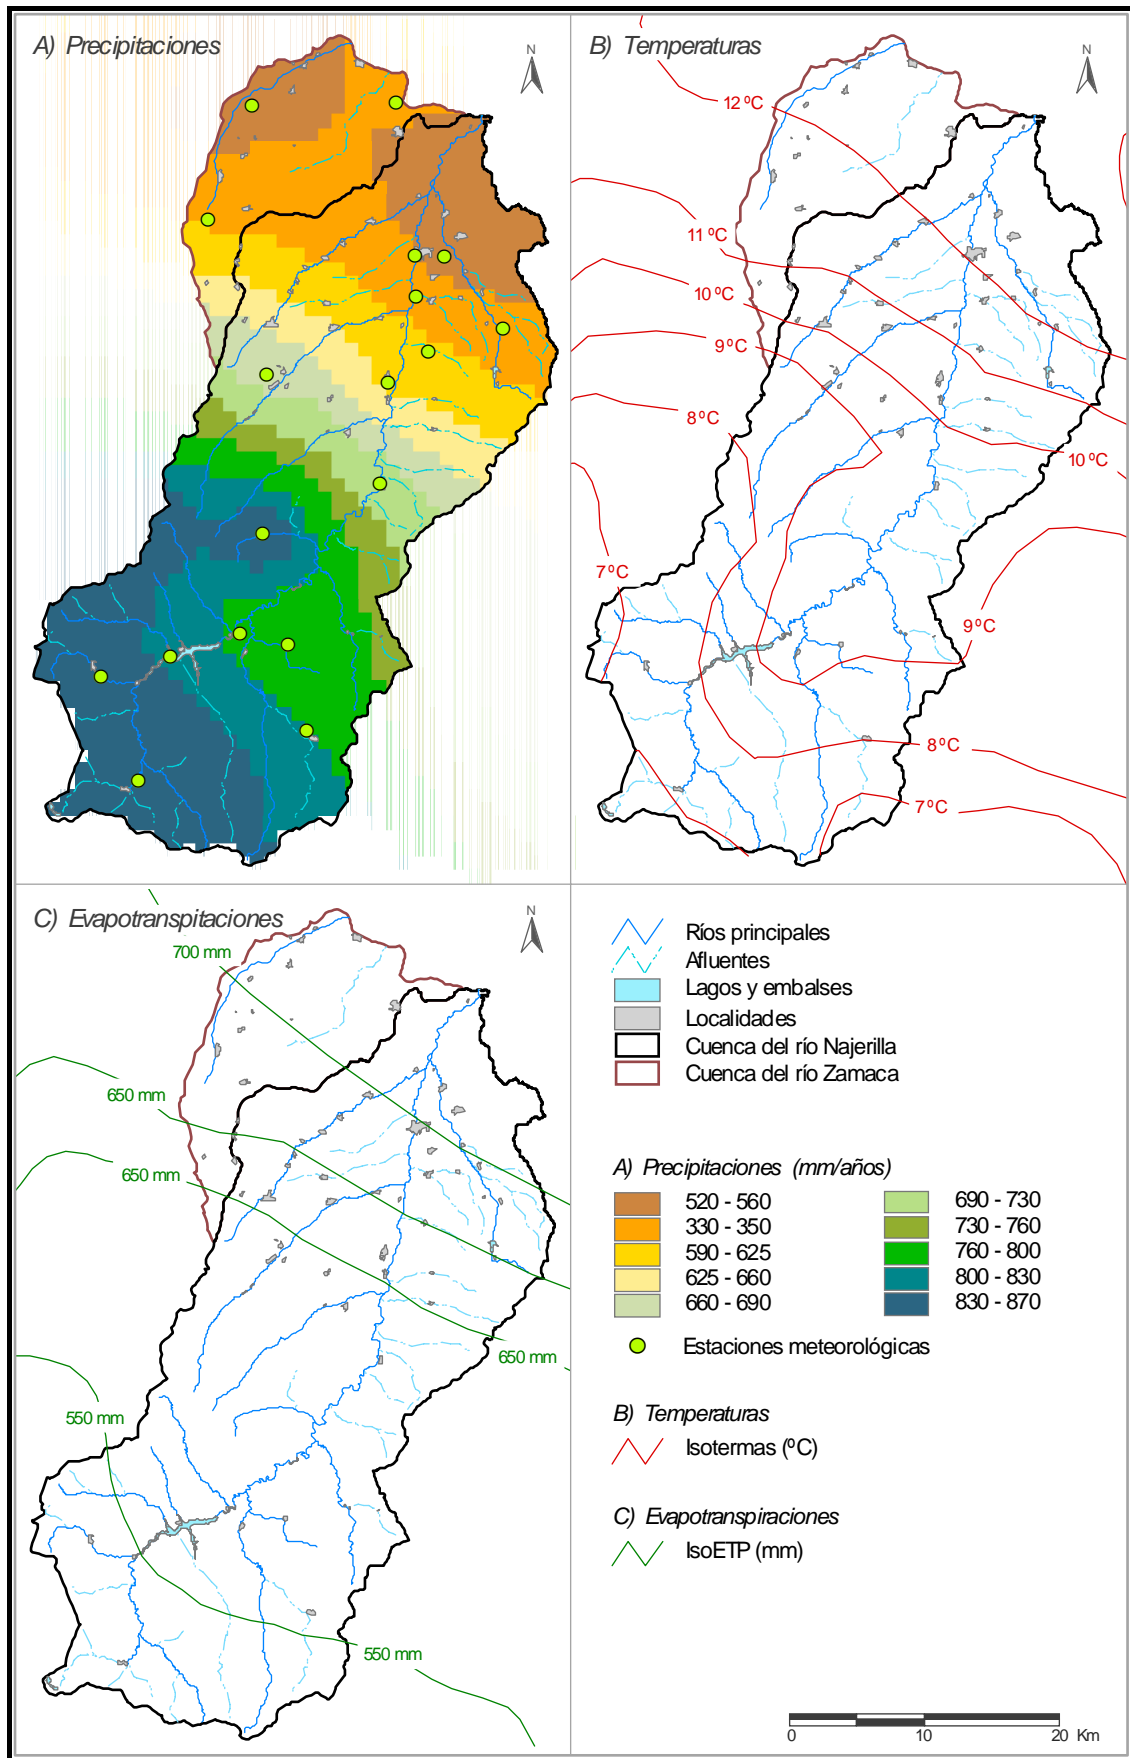 A) Precipitaciones
N
B) Temperaturas
N
12 ºC
11 ºC
10 ºC
9 ºC
8 ºC
10 ºC
7 ºC
9 ºC
8 ºC
7 ºC
C) Evapotranspitaciones
N
700 mm
650 mm
650 mm
650 mm
550 mm
550 mm
Ríos principales
Afluentes
Lagos y embalses
Localidades
Cuenca del río Najerilla
Cuenca del río Zamaca
A) Precipitaciones (mm/años)
520 - 560
690 - 730
330 - 350
730 - 760
590 - 625
760 - 800
625 - 660
800 - 830
660 - 690
830 - 870
Estaciones meteorológicas
B) Temperaturas
Isotermas (ºC)
C) Evapotranspiraciones
IsoETP (mm)
0 10 20 Km